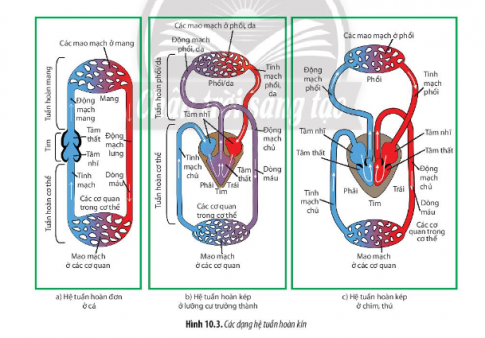 Các mao mạch ở mang
Tuần hoàn mang
Mang
Động
mạch
mang
Tim
Tâm
thất
Tâm
nhĩ
Động
mạch
lưng
Tuần hoàn cơ thể
Tĩnh
mạch
Dòng
máu
Các cơ quan
trong cơ thể
Mao mạch
ở các cơ quan
a) Hệ tuần hoàn đơn
ở cá
Các mao mạch ở phổi, da
Động mạch
phổi, da
Tuần hoàn phổi/da
Phổi/da
Tĩnh
mạch
phổi,
da
Tâm nhĩ
Tĩnh
mạch
chủ
Tâm thất
Động
mạch
chủ
Phải
Trái
Tim
Dòng
máu
Tuần hoàn cơ thể
Các cơ quan
trong cơ thể
Mao mạch
ở các cơ quan
b) Hệ tuần hoàn kép
ở lưỡng cư trưởng thành
Các mao mạch ở phổi
Động
mạch
phổi
Phổi
Tĩnh
mạch
phổi
Tâm nhĩ
Tâm nhĩ
Tâm thất
Tâm thất
Phải
Trái
Tim
Tĩnh
mạch
chủ
Động
mạch
chủ
Dòng
máu
Các cơ
quan trong
cơ thể
Mao mạch
ở các cơ quan
c) Hệ tuần hoàn kép
ở chim, thú
Hình 10.3. Các dạng hệ tuần hoàn kín